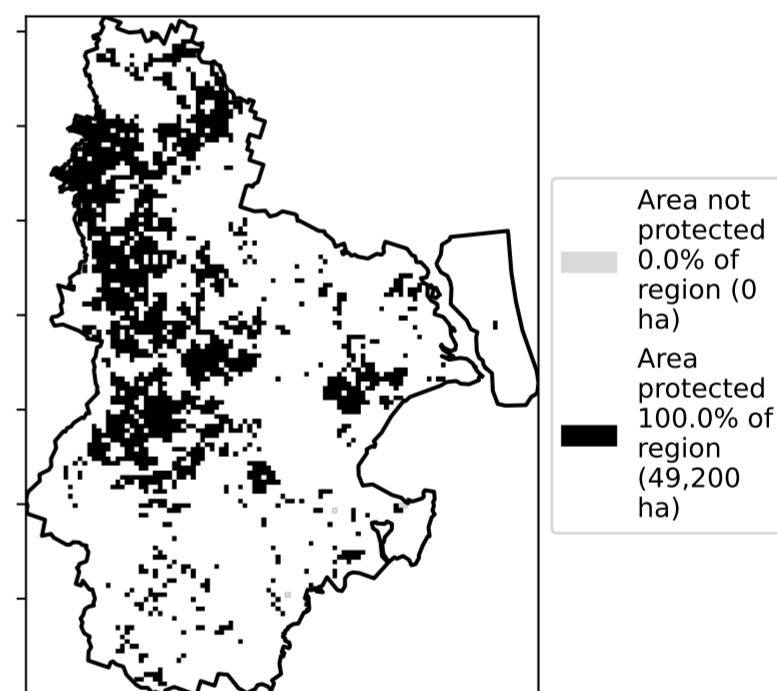 Area not
protected
0.0% of
region (0
ha)
Area
protected
100.0% of
region
(49,200
ha)